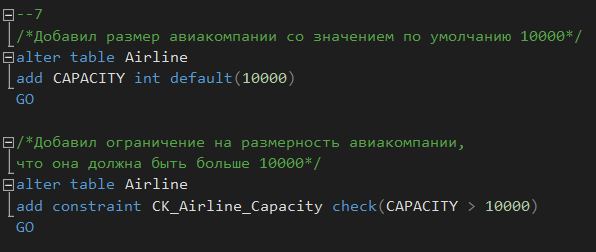 --7
/*Добавил размер авиакомпании со значением по умолчанию 10000*/
alter table Airline
add CAPACITY int default(10000)
GO
/*Добавил ограничение на размерность авиакомпании,
что она должна быть больше 10000*/
alter table Airline
add constraint CK_Airline_Capacity check(CAPACITY > 10000)
GO